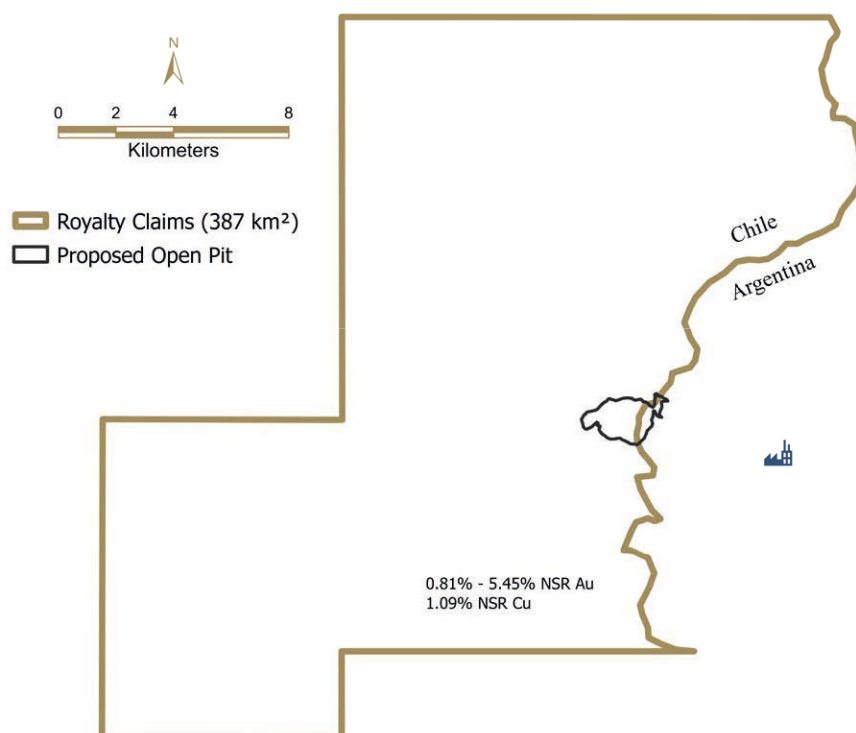 N
0 2 4 8
Kilometers
Royalty Claims (387 km²)
Proposed Open Pit
Chile
Argentina
0.81% - 5.45% NSR Au
1.09% NSR Cu